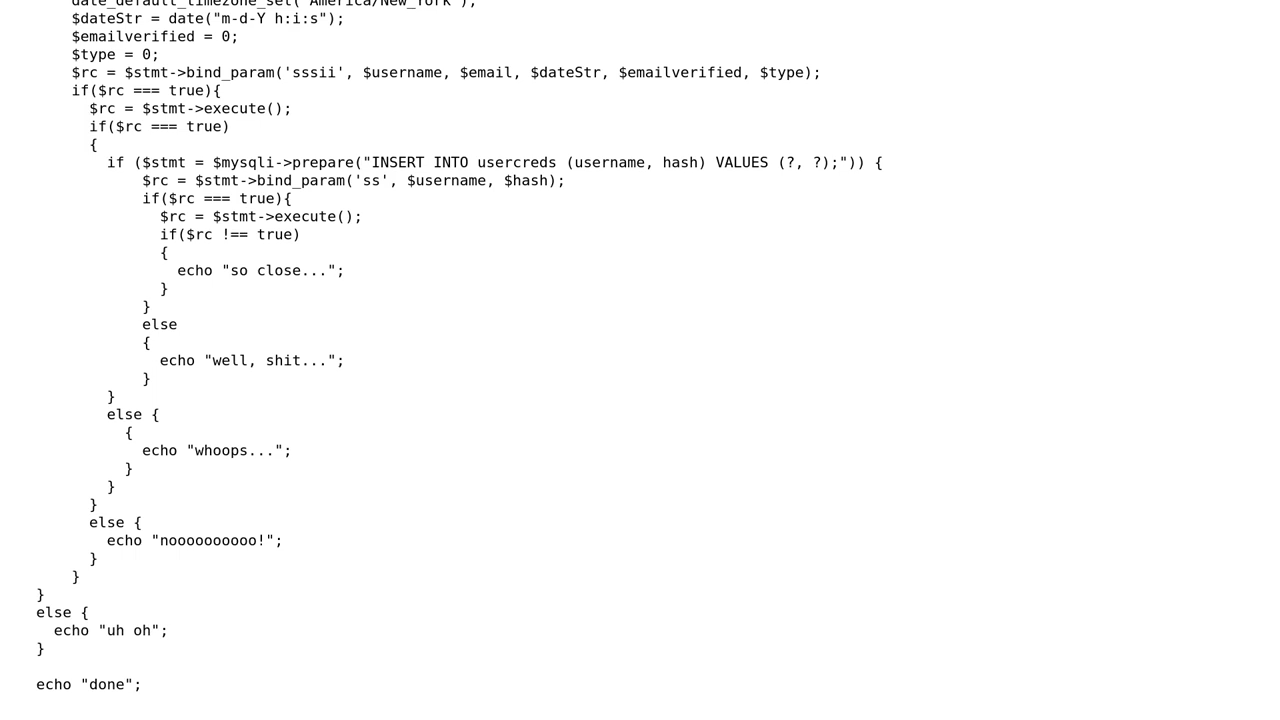 date_default_timezone_set("America/New_York");
$dateStr = date("m-d-Y h:i:s");
$emailverified = 0;
$type = 0;
$rc = $stmt->bind_param('sssii', $username, $email, $dateStr, $emailverified, $type);
if($rc === true){
$rc = $stmt->execute();
if($rc === true)
{
if ($stmt = $mysqli->prepare("INSERT INTO usercreds (username, hash) VALUES (?, ?);")) {
$rc = $stmt->bind_param('ss', $username, $hash);
if($rc === true){
$rc = $stmt->execute();
if($rc !== true)
{
echo "so close...";
}
}
else
{
echo "well, shit...";
}
}
else {
{
echo "whoops...";
}
}
}
else {
echo "noooooooooo!";
}
}
}
else {
echo "uh oh";
}
echo "done";